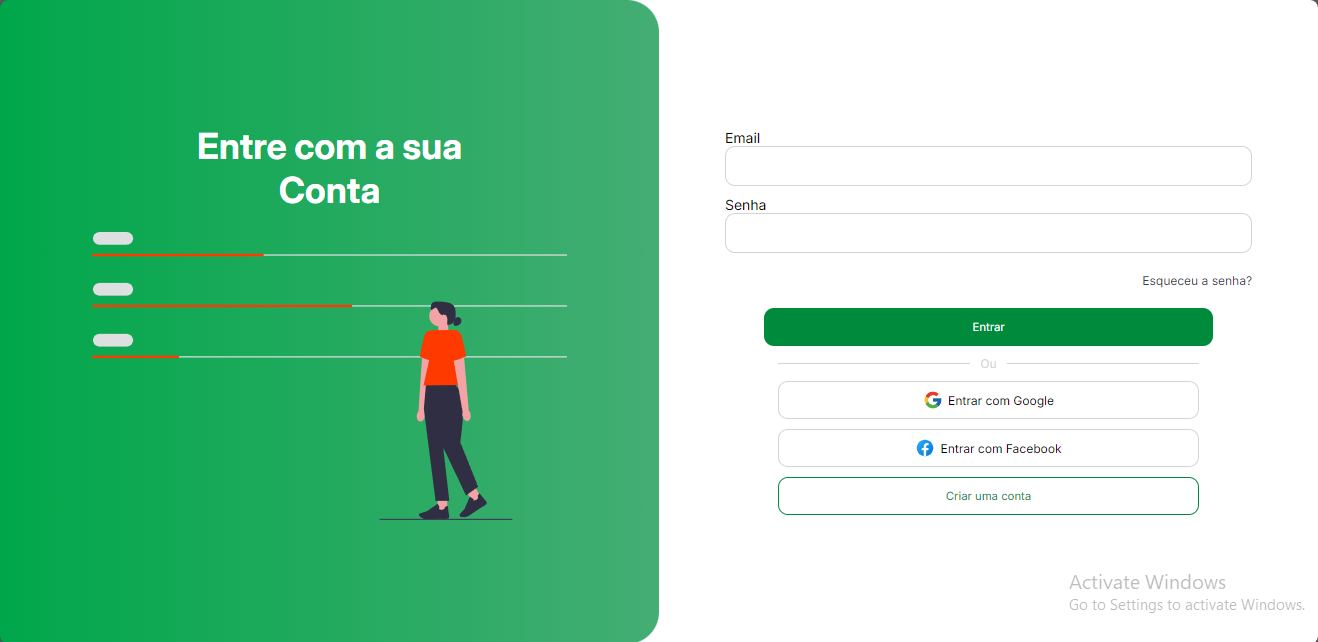 Entre com a sua
Conta
Email
Senha
Esqueceu a senha?
Entrar
Ou
Entrar com Google
Entrar com Facebook
Criar uma conta
Activate Windows
Go to Settings to activate Windows.